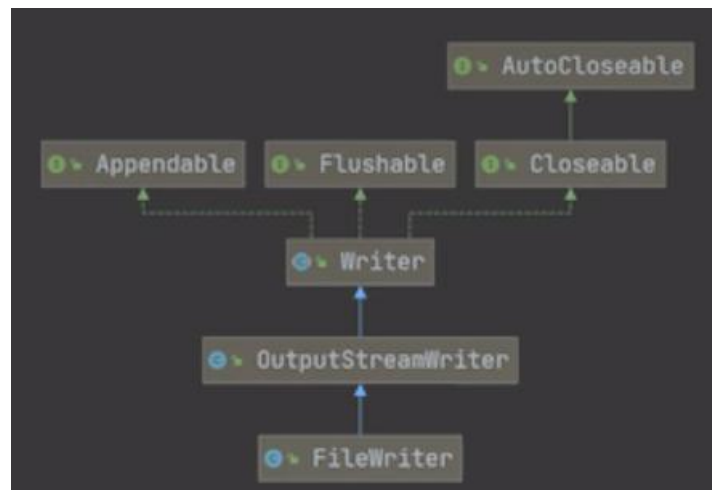 AutoCloseable
Appendable
Flushable
Closeable
Writer
OutputStreamWriter
FileWriter